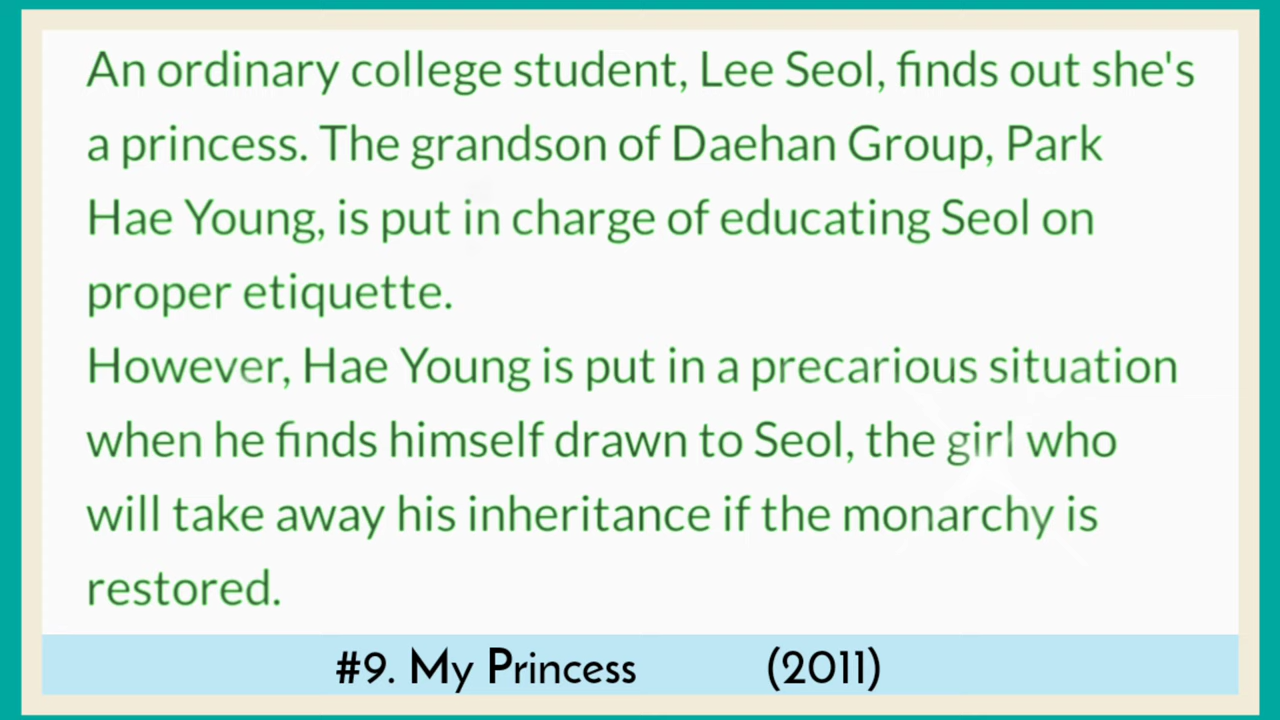 An ordinary college student, Lee Seol, finds out she's
a princess. The grandson of Daehan Group, Park
Hae Young, is put in charge of educating Seol on
proper etiquette.
However, Hae Young is put in a precarious situation
when he finds himself drawn to Seol, the girl who
will take away his inheritance if the monarchy is
restored.
#9. My Princess (2011)